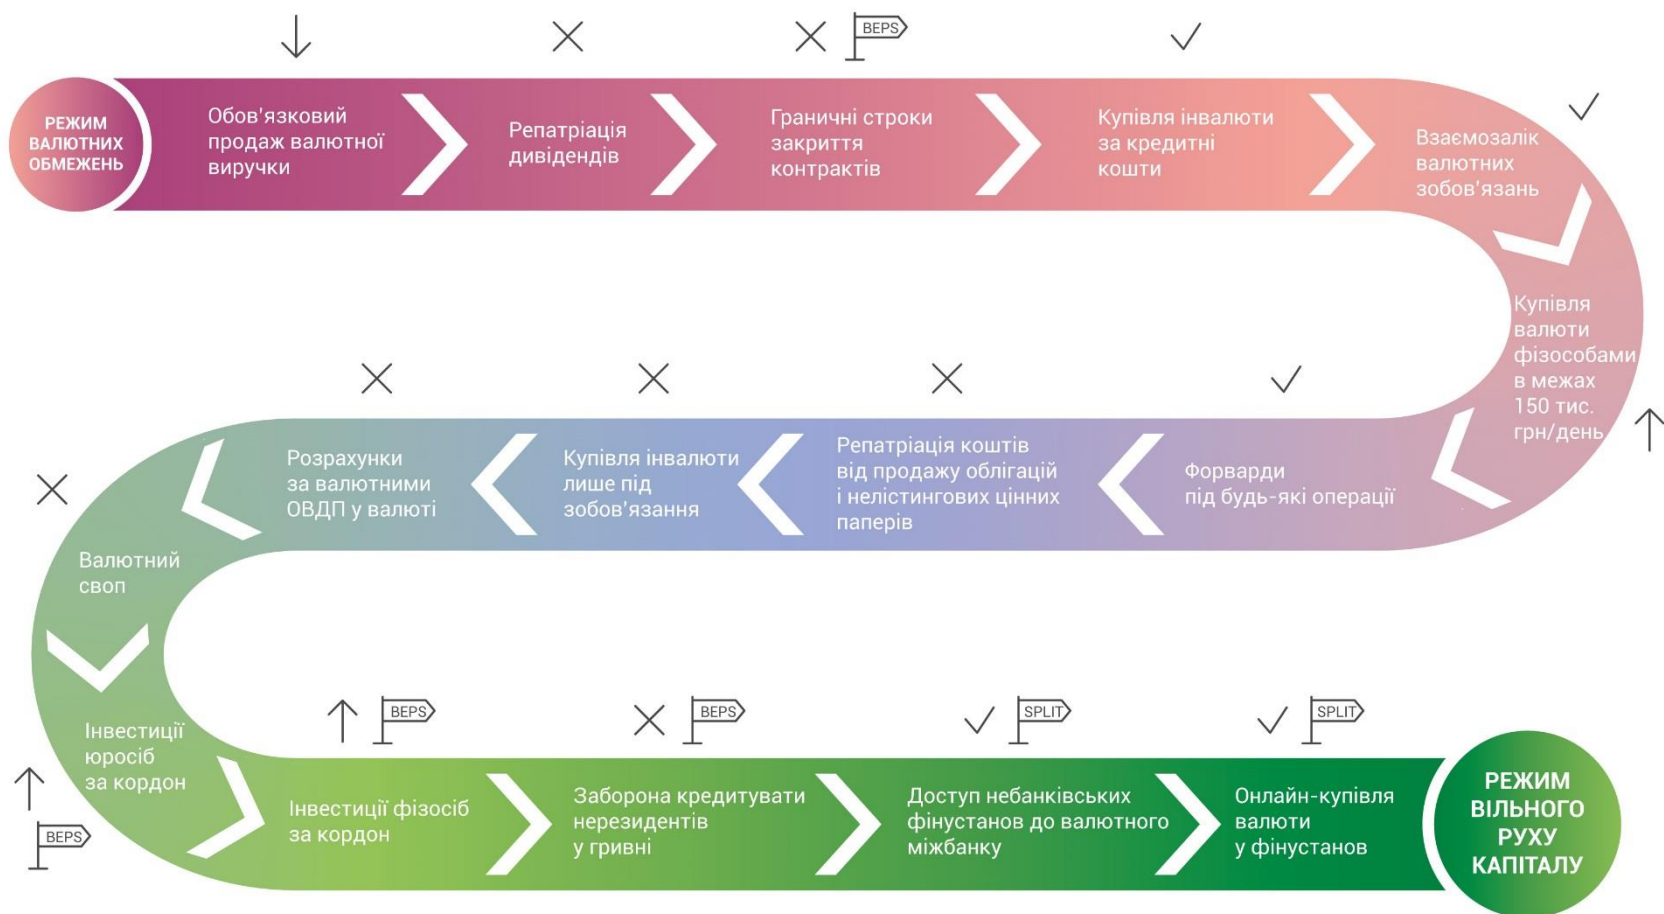 BEPS
РЕЖИМ
ВАЛЮТНИХ
ОБМЕЖЕНЬ
Обов'язковий
продаж валютної
виручки
Репатріація
дивідендів
Граничні строки
закриття
контрактів
Купівля інвалюти
за кредитні
кошти
Взаємозалік
валютних
зобов'язань
Купівля
валюти
фізособами
в межах
150 тис.
грн/день
Форварди
під будь-які операції
Репатріація коштів
від продажу облігацій
і нелістингових цінних
паперів
Купівля інвалюти
лише під
зобов'язання
Розрахунки
за валютними
ОВДП у валюті
Валютний
своп
Інвестиції
юросіб
за кордон
BEPS
BEPS
Інвестиції фізосіб
за кордон
BEPS
Заборона кредитувати
нерезидентів
у гривні
SPLIT
Доступ небанківських
фінустанов до валютного
міжбанку
SPLIT
Онлайн-купівля
валюти
у фінустанов
РЕЖИМ
ВІЛЬНОГО
РУХУ
КАПІТАЛУ